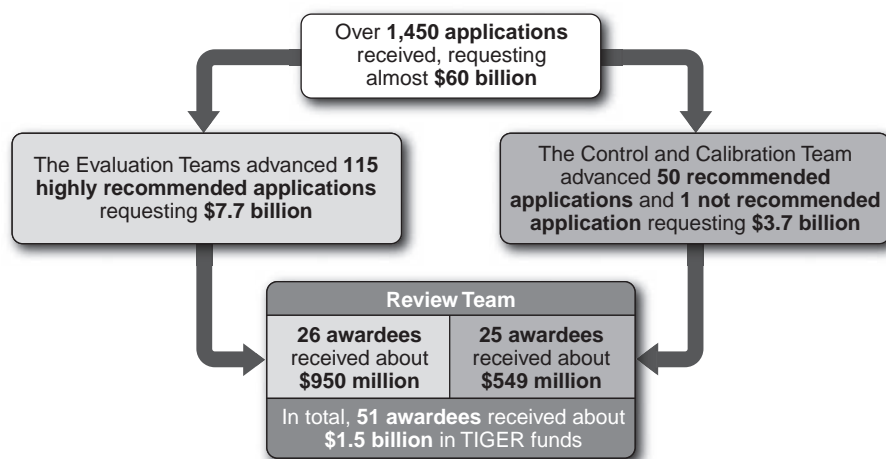 Over 1,450 applications
received, requesting
almost $60 billion
The Evaluation Teams advanced 115
highly recommended applications
requesting $7.7 billion
The Control and Calibration Team
advanced 50 recommended
applications and 1 not recommended
application requesting $3.7 billion
Review Team
26 awardees
received about
$950 million
25 awardees
received about
$549 million
In total, 51 awardees received about
$1.5 billion in TIGER funds